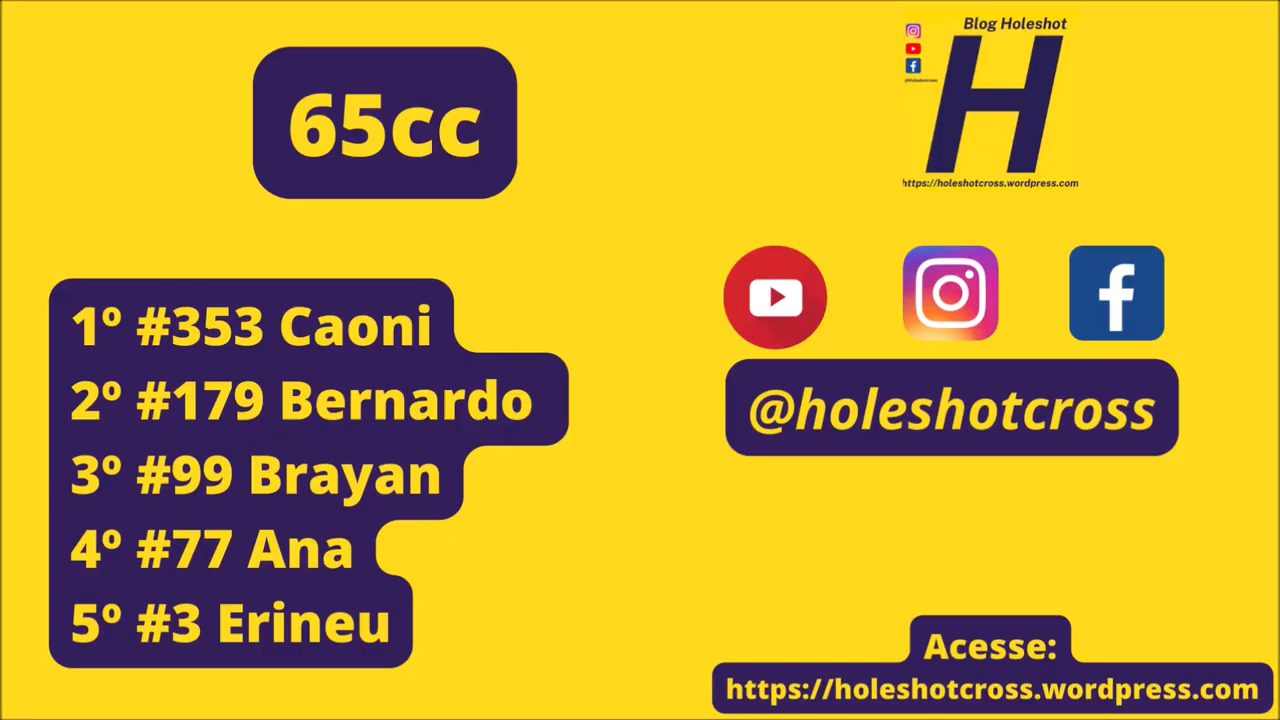 65cc
1º #353 Caoni
2º #179 Bernardo
3º #99 Brayan
4º #77 Ana
5º #3 Erineu
Blog Holeshot
H
https://holeshotcross.wordpress.com
@holeshotcross
Acesse:
https://holeshotcross.wordpress.com